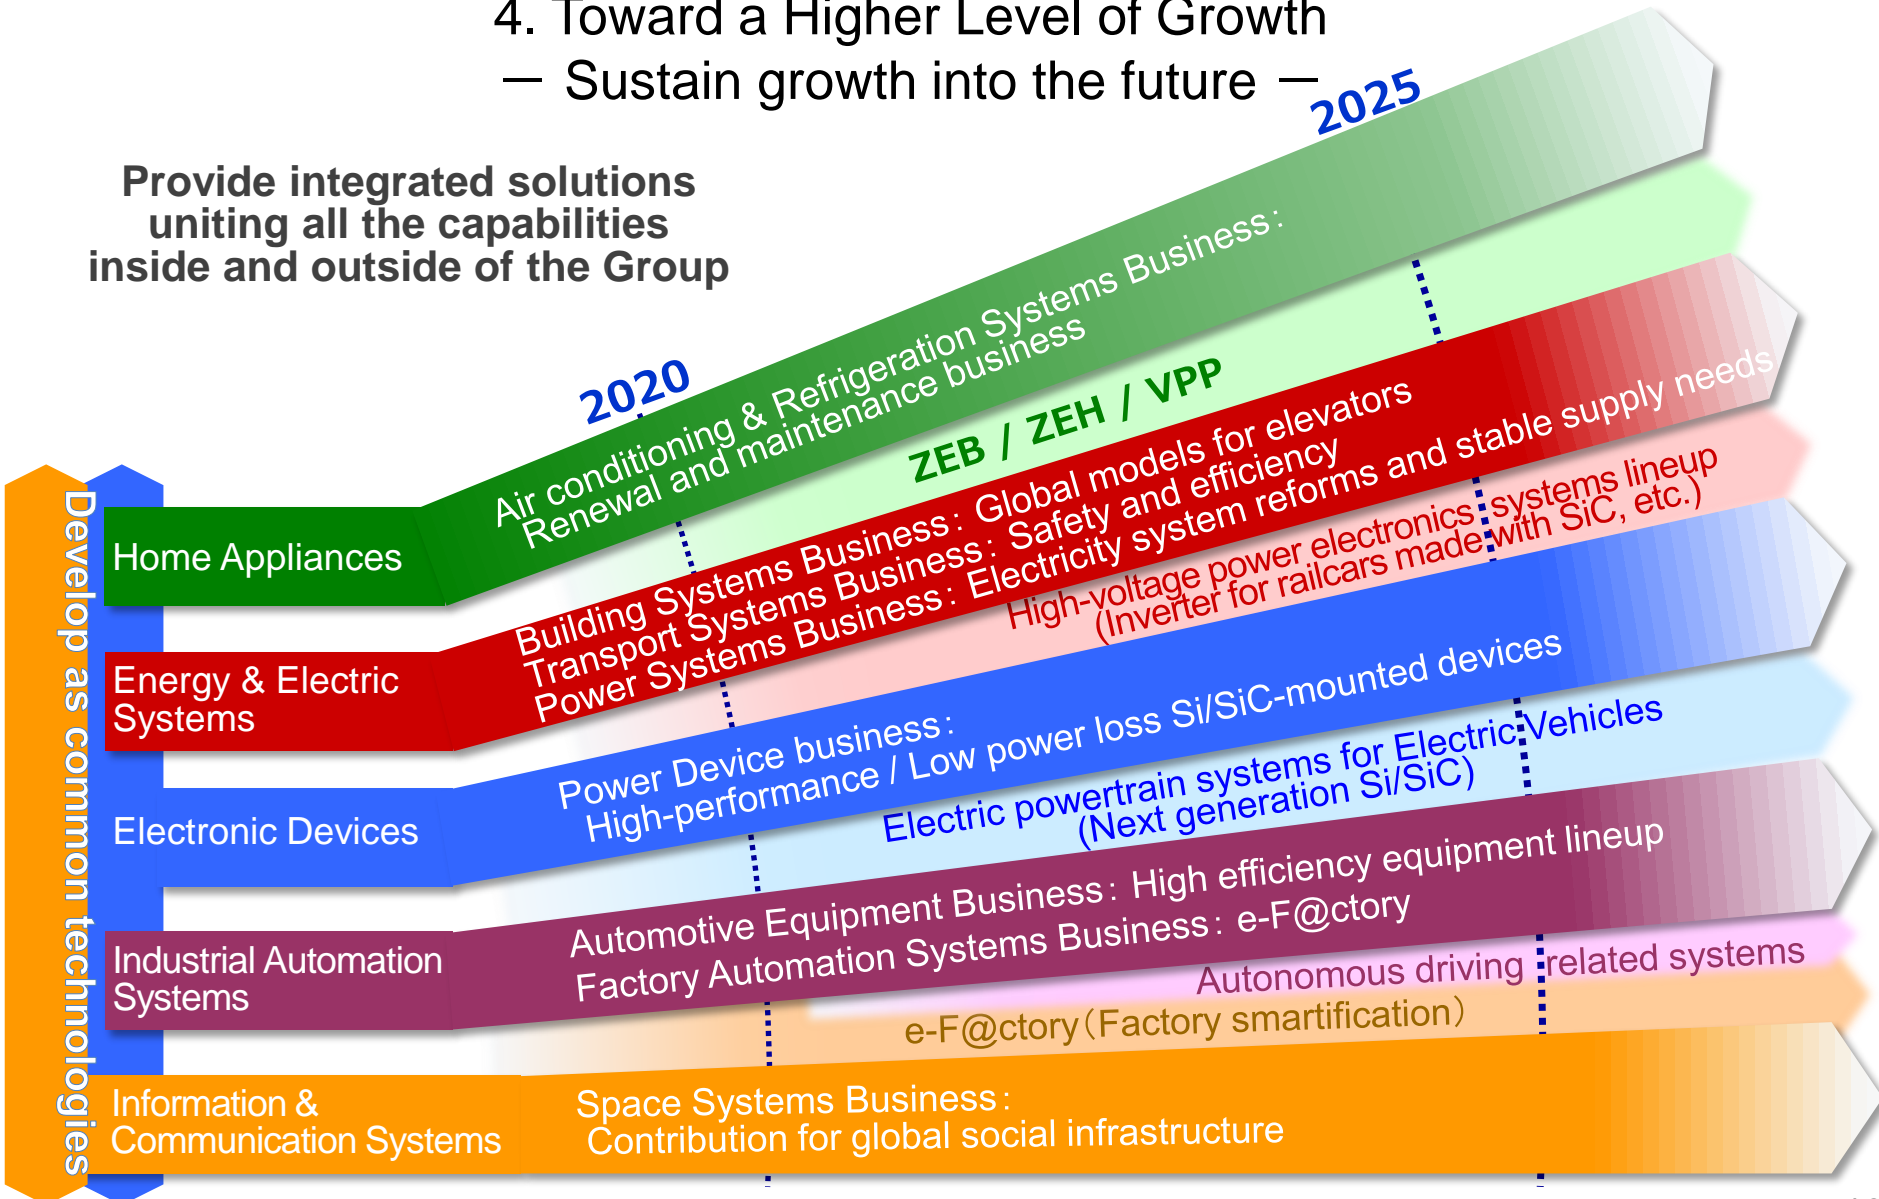 4. Toward a Higher Level of Growth
— Sustain growth into the future —
2025
Provide integrated solutions
uniting all the capabilities
inside and outside of the Group
2020
Develop as common technologies
Home Appliances
Air conditioning & Refrigeration Systems Business:
Renewal and maintenance business
ZEB / ZEH / VPP
Energy & Electric
Systems
Building Systems Business: Global models for elevators
Transport Systems Business: Safety and efficiency
Power Systems Business: Electricity system reforms and stable supply needs
High-voltage power electronics systems lineup
(Inverter for railcars made with SiC, etc.)
Electronic Devices
Power Device business:
High-performance / Low power loss Si/SiC-mounted devices
Electric powertrain systems for Electric Vehicles
(Next generation Si/SiC)
Industrial Automation
Systems
Automotive Equipment Business: High efficiency equipment lineup
Factory Automation Systems Business: e-F@ctory
Autonomous driving related systems
e-F@ctory(Factory smartification)
Information &
Communication Systems
Space Systems Business:
Contribution for global social infrastructure